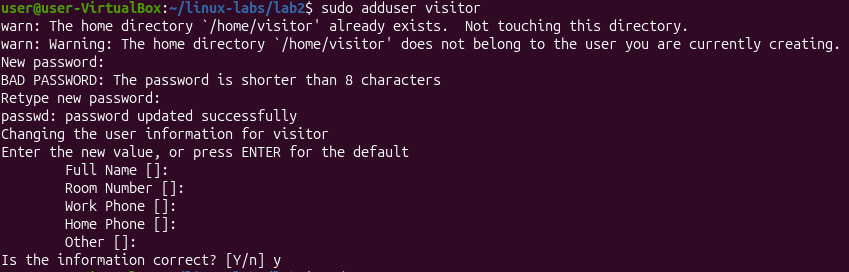 user@user-VirtualBox:~/linux-labs/lab2$ sudo adduser visitor
warn: The home directory `/home/visitor' already exists.  Not touching this directory.
warn: Warning: The home directory `/home/visitor' does not belong to the user you are currently creating.
New password:
BAD PASSWORD: The password is shorter than 8 characters
Retype new password:
passwd: password updated successfully
Changing the user information for visitor
Enter the new value, or press ENTER for the default
        Full Name []:
        Room Number []:
        Work Phone []:
        Home Phone []:
        Other []:
Is the information correct? [Y/n] y